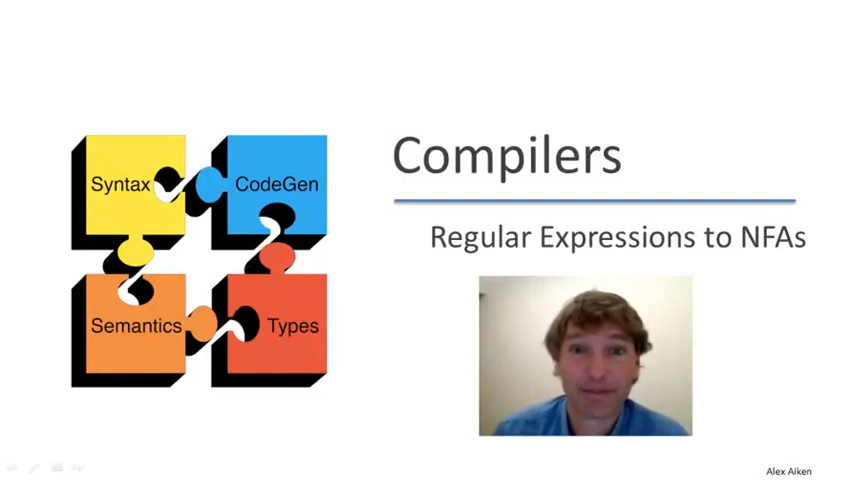 Compilers
Syntax
CodeGen
Regular Expressions to NFAs
Semantics
Types
Alex Aiken